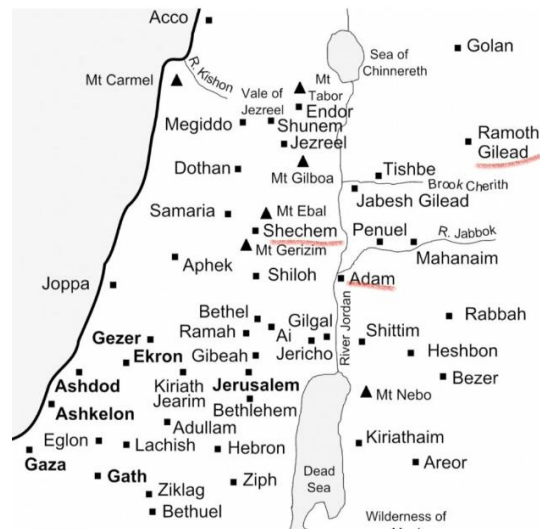 Acco
Golan
Sea of
Chinnereth
R. Kishon
Mt Carmel
Mt
Tabor
Vale of
Jezreel
Endor
Megiddo
Shunem
Jezreel
Ramoth
Gilead
Dothan
Mt Gilboa
Tishbe
Brook Cherith
Jabesh Gilead
Samaria
Mt Ebal
Shechem
Penuel
R. Jabbok
Mt Gerizim
Mahanaim
Aphek
Shiloh
Adam
Joppa
River Jordan
Bethel
Gilgal
Rabbah
Ramah
Ai
Shittim
Gezer
Jericho
Ekron
Gibeah
Heshbon
Ashdod
Kiriath
Jearim
Jerusalem
Bezer
Ashkelon
Bethlehem
Mt Nebo
Adullam
Eglon
Lachish
Hebron
Kiriathaim
Gaza
Areor
Gath
Ziph
Dead
Sea
Ziklag
Bethuel
Wilderness of